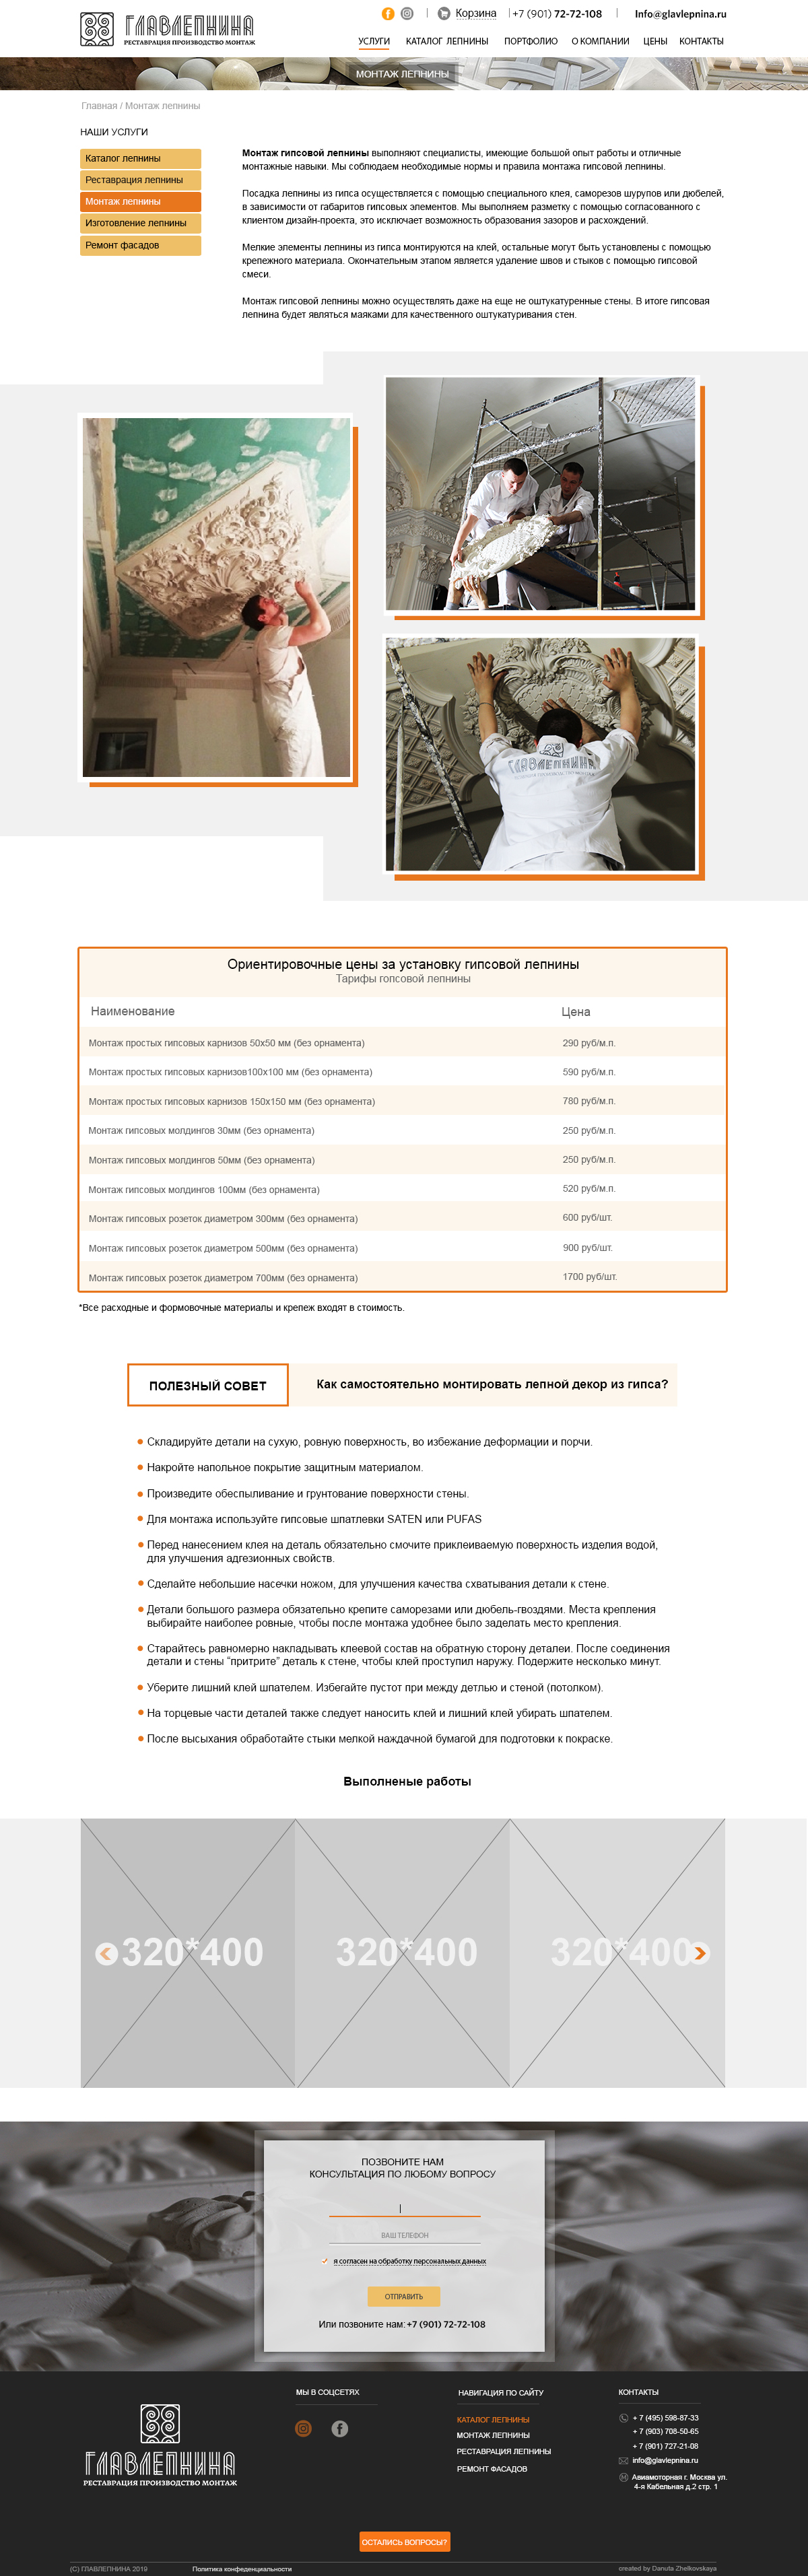 ГЛАВЛЕПНИНА
РЕСТАВРАЦИЯ ПРОИЗВОДСТВО МОНТАЖ
Корзина
+7 (901) 72-72-108
Info@glavlepnina.ru
УСЛУГИ КАТАЛОГ ЛЕПНИНЫ ПОРТФОЛИО О КОМПАНИИ ЦЕНЫ КОНТАКТЫ
МОНТАЖ ЛЕПНИНЫ
Главная / Монтаж лепнины
НАШИ УСЛУГИ
Каталог лепнины
Реставрация лепнины
Монтаж лепнины
Изготовление лепнины
Ремонт фасадов
Монтаж гипсовой лепнины выполняют специалисты, имеющие большой опыт работы и отличные
монтажные навыки. Мы соблюдаем необходимые нормы и правила монтажа гипсовой лепнины.
Посадка лепнины из гипса осуществляется с помощью специального клея, саморезов шурупов или дюбелей,
в зависимости от габаритов гипсовых элементов. Мы выполняем разметку с помощью согласованного с
клиентом дизайн-проекта, это исключает возможность образования зазоров и расхождений.
Мелкие элементы лепнины из гипса монтируются на клей, остальные могут быть установлены с помощью
крепежного материала. Окончательным этапом является удаление швов и стыков с помощью гипсовой
смеси.
Монтаж гипсовой лепнины можно осуществлять даже на еще не оштукатуренные стены. В итоге гипсовая
лепнина будет являться маяками для качественного оштукатуривания стен.
ГЛАВЛЕПНИНА
Ориентировочные цены за установку гипсовой лепнины
Тарифы гопсовой лепнины
Наименование Цена
Монтаж простых гипсовых карнизов 50х50 мм (без орнамента) 290 руб/м.п.
Монтаж простых гипсовых карнизов100х100 мм (без орнамента) 590 руб/м.п.
Монтаж простых гипсовых карнизов 150х150 мм (без орнамента) 780 руб/м.п.
Монтаж гипсовых молдингов 30мм (без орнамента) 250 руб/м.п.
Монтаж гипсовых молдингов 50мм (без орнамента) 250 руб/м.п.
Монтаж гипсовых молдингов 100мм (без орнамента) 520 руб/м.п.
Монтаж гипсовых розеток диаметром 300мм (без орнамента) 600 руб/шт.
Монтаж гипсовых розеток диаметром 500мм (без орнамента) 900 руб/шт.
Монтаж гипсовых розеток диаметром 700мм (без орнамента) 1700 руб/шт.
*Все расходные и формовочные материалы и крепеж входят в стоимость.
ПОЛЕЗНЫЙ СОВЕТ
Как самостоятельно монтировать лепной декор из гипса?
Складируйте детали на сухую, ровную поверхность, во избежание деформации и порчи.
Накройте напольное покрытие защитным материалом.
Произведите обеспыливание и грунтование поверхности стены.
Для монтажа используйте гипсовые шпатлевки SATEN или PUFAS
Перед нанесением клея на деталь обязательно смочите приклеиваемую поверхность изделия водой,
для улучшения адгезионных свойств.
Сделайте небольшие насечки ножом, для улучшения качества схватывания детали к стене.
Детали большого размера обязательно крепите саморезами или дюбель-гвоздями. Места крепления
выбирайте наиболее ровные, чтобы после монтажа удобнее было заделать место крепления.
Старайтесь равномерно накладывать клеевой состав на обратную сторону деталеи. После соединения
детали и стены “притрите” деталь к стене, чтобы клей проступил наружу. Подержите несколько минут.
Уберите лишний клей шпателем. Избегайте пустот при между детлью и стеной (потолком).
На торцевые части деталей также следует наносить клей и лишний клей убирать шпателем.
После высыхания обработайте стыки мелкой наждачной бумагой для подготовки к покраске.
Выполненые работы
320*400 320*400 320*400
ПОЗВОНИТЕ НАМ
КОНСУЛЬТАЦИЯ ПО ЛЮБОМУ ВОПРОСУ
ВАШ ТЕЛЕФОН
я согласен на обработку персональных данных
ОТПРАВИТЬ
Или позвоните нам: +7 (901) 72-72-108
ГЛАВЛЕПНИНА
РЕСТАВРАЦИЯ ПРОИЗВОДСТВО МОНТАЖ
МЫ В СОЦСЕТЯХ
НАВИГАЦИЯ ПО САЙТУ
КАТАЛОГ ЛЕПНИНЫ
МОНТАЖ ЛЕПНИНЫ
РЕСТАВРАЦИЯ ЛЕПНИНЫ
РЕМОНТ ФАСАДОВ
КОНТАКТЫ
+ 7 (495) 598-87-33
+ 7 (903) 708-50-65
+ 7 (901) 727-21-08
info@glavlepnina.ru
Авиамоторная г. Москва ул.
4-я Кабельная д.2 стр. 1
ОСТАЛИСЬ ВОПРОСЫ?
(С) ГЛАВЛЕПНИНА 2019
Политика конфеденциальности
created by Danuta Zhelkovskaya